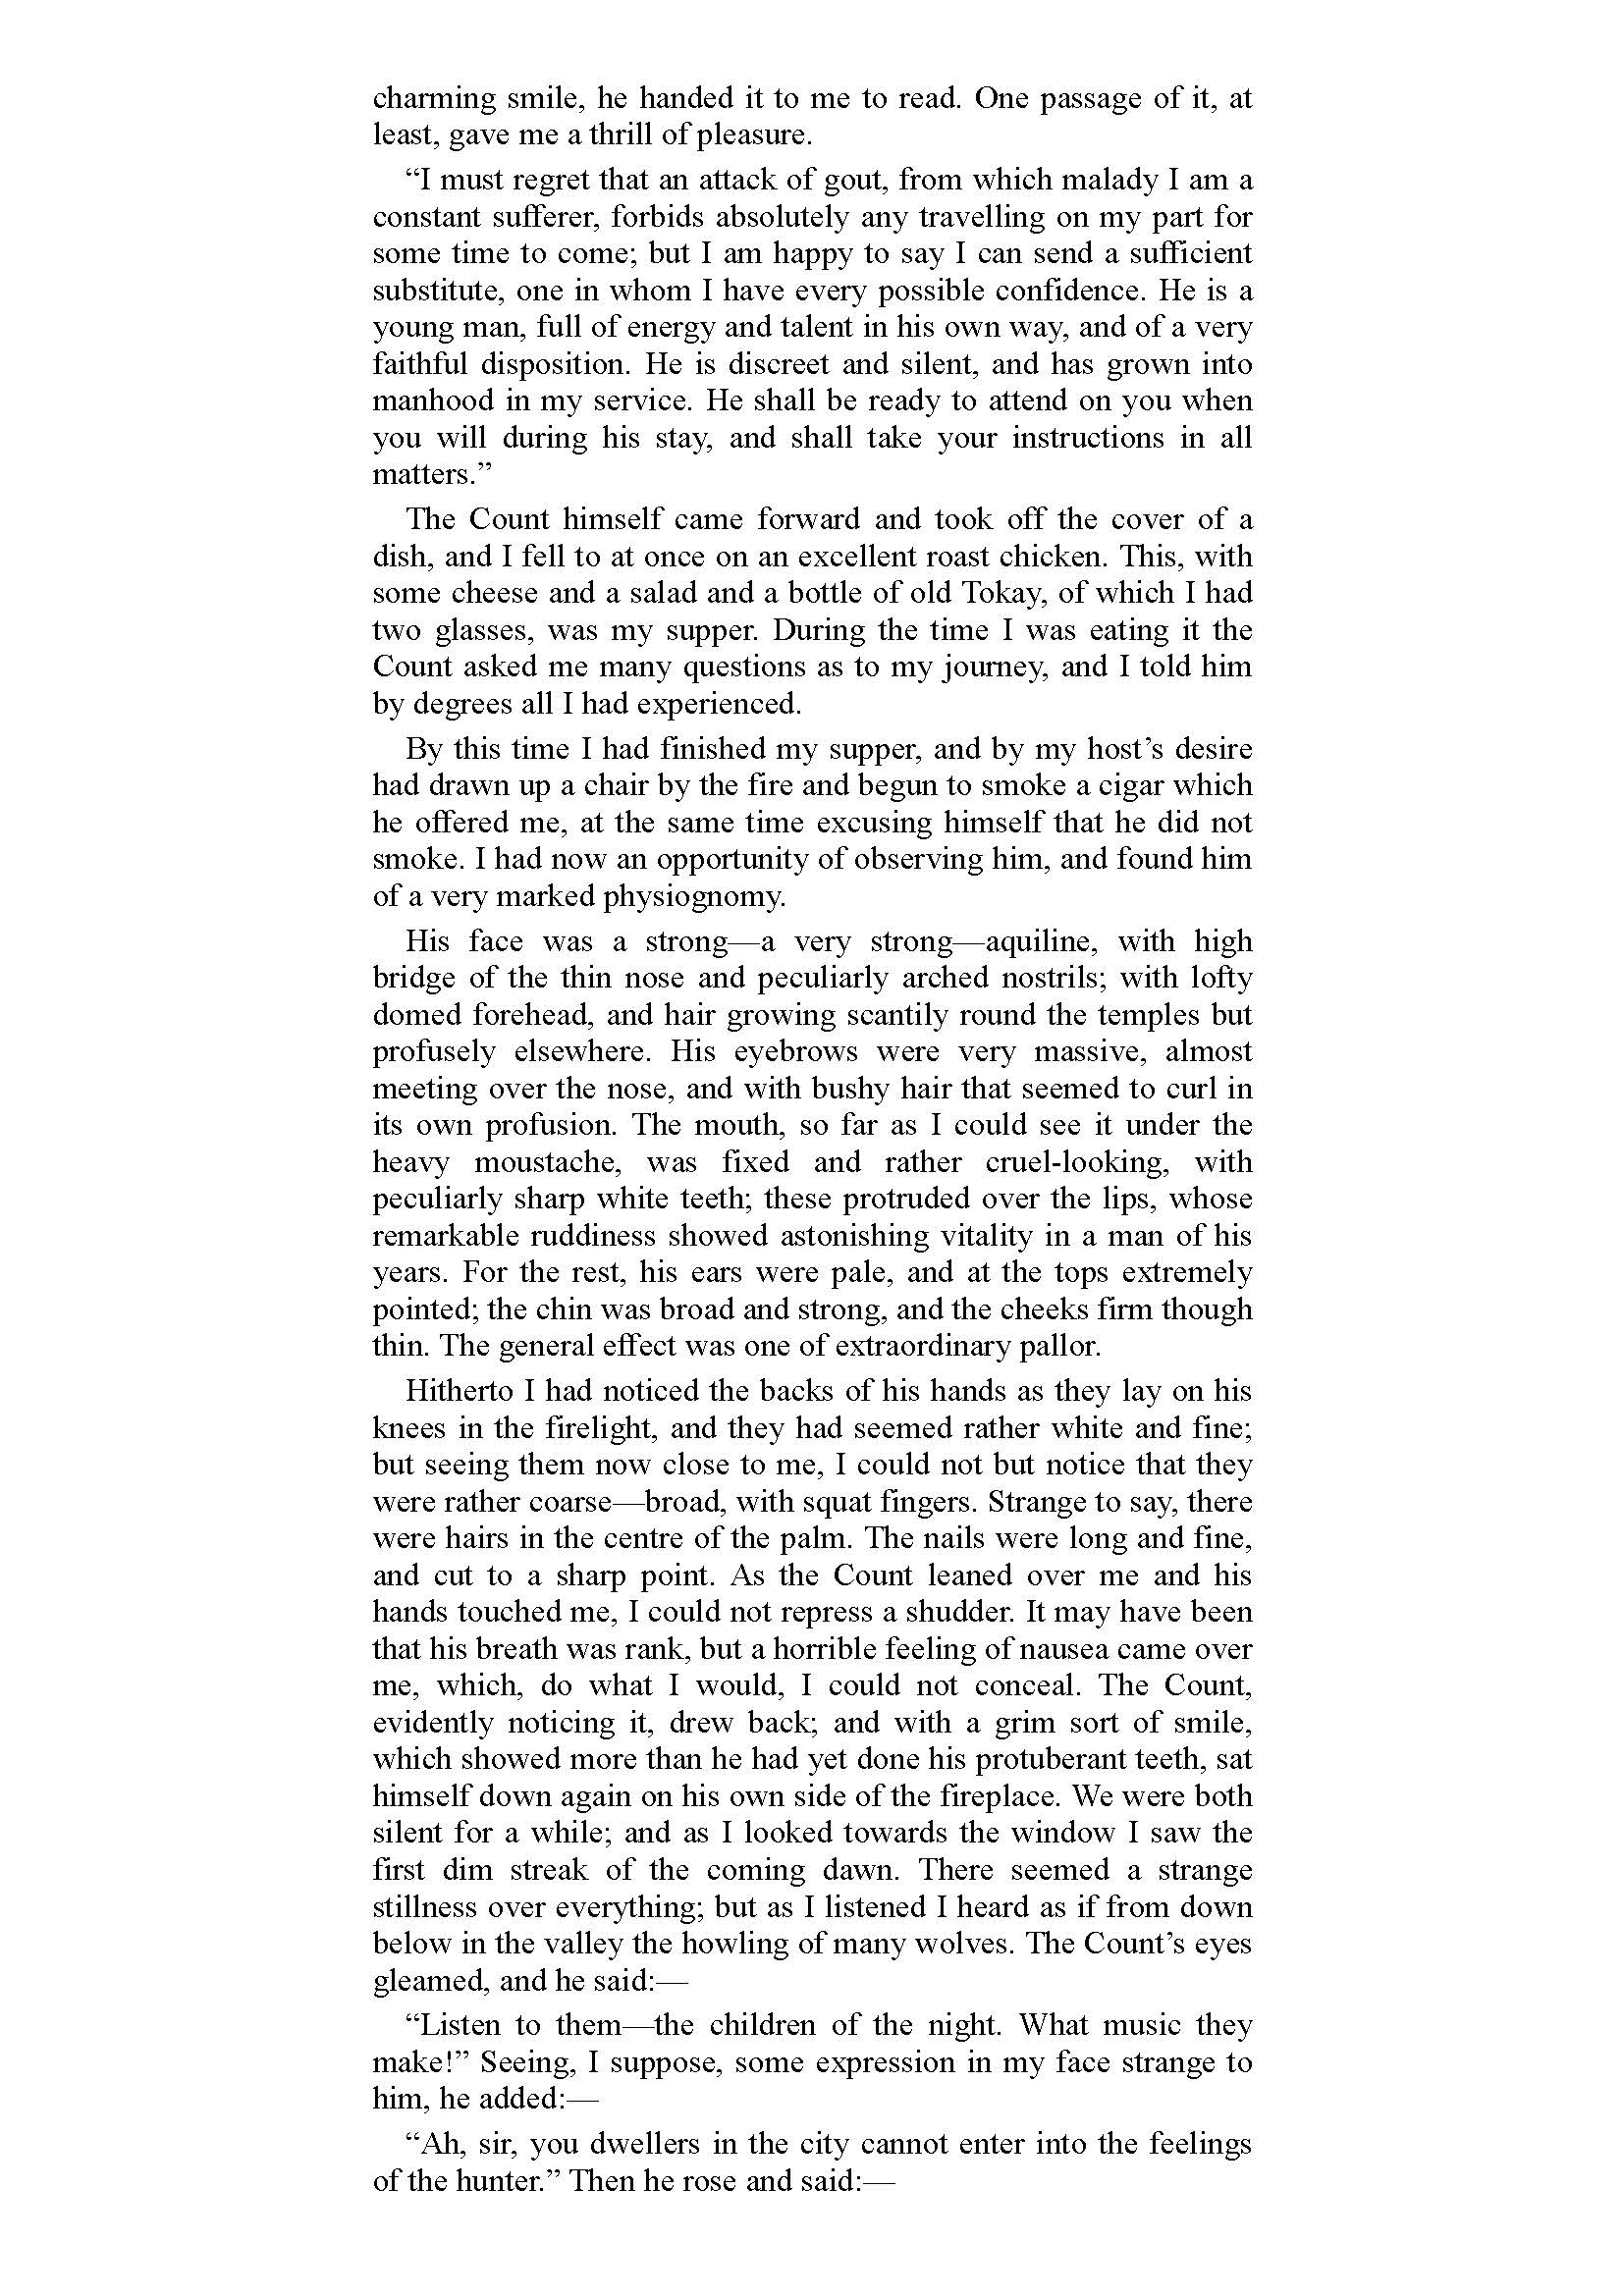 charming smile, he handed it to me to read. One passage of it, at
least, gave me a thrill of pleasure.
“I must regret that an attack of gout, from which malady I am a
constant sufferer, forbids absolutely any travelling on my part for
some time to come; but I am happy to say I can send a sufficient
substitute, one in whom I have every possible confidence. He is a
young man, full of energy and talent in his own way, and of a very
faithful disposition. He is discreet and silent, and has grown into
manhood in my service. He shall be ready to attend on you when
you will during his stay, and shall take your instructions in all
matters.”
The Count himself came forward and took off the cover of a
dish, and I fell to at once on an excellent roast chicken. This, with
some cheese and a salad and a bottle of old Tokay, of which I had
two glasses, was my supper. During the time I was eating it the
Count asked me many questions as to my journey, and I told him
by degrees all I had experienced.
By this time I had finished my supper, and by my host’s desire
had drawn up a chair by the fire and begun to smoke a cigar which
he offered me, at the same time excusing himself that he did not
smoke. I had now an opportunity of observing him, and found him
of a very marked physiognomy.
His face was a strong—a very strong—aquiline, with high
bridge of the thin nose and peculiarly arched nostrils; with lofty
domed forehead, and hair growing scantily round the temples but
profusely elsewhere. His eyebrows were very massive, almost
meeting over the nose, and with bushy hair that seemed to curl in
its own profusion. The mouth, so far as I could see it under the
heavy moustache, was fixed and rather cruel-looking, with
peculiarly sharp white teeth; these protruded over the lips, whose
remarkable ruddiness showed astonishing vitality in a man of his
years. For the rest, his ears were pale, and at the tops extremely
pointed; the chin was broad and strong, and the cheeks firm though
thin. The general effect was one of extraordinary pallor.
Hitherto I had noticed the backs of his hands as they lay on his
knees in the firelight, and they had seemed rather white and fine;
but seeing them now close to me, I could not but notice that they
were rather coarse—broad, with squat fingers. Strange to say, there
were hairs in the centre of the palm. The nails were long and fine,
and cut to a sharp point. As the Count leaned over me and his
hands touched me, I could not repress a shudder. It may have been
that his breath was rank, but a horrible feeling of nausea came over
me, which, do what I would, I could not conceal. The Count,
evidently noticing it, drew back; and with a grim sort of smile,
which showed more than he had yet done his protuberant teeth, sat
himself down again on his own side of the fireplace. We were both
silent for a while; and as I looked towards the window I saw the
first dim streak of the coming dawn. There seemed a strange
stillness over everything; but as I listened I heard as if from down
below in the valley the howling of many wolves. The Count’s eyes
gleamed, and he said:—
“Listen to them—the children of the night. What music they
make!” Seeing, I suppose, some expression in my face strange to
him, he added:—
“Ah, sir, you dwellers in the city cannot enter into the feelings
of the hunter.” Then he rose and said:—